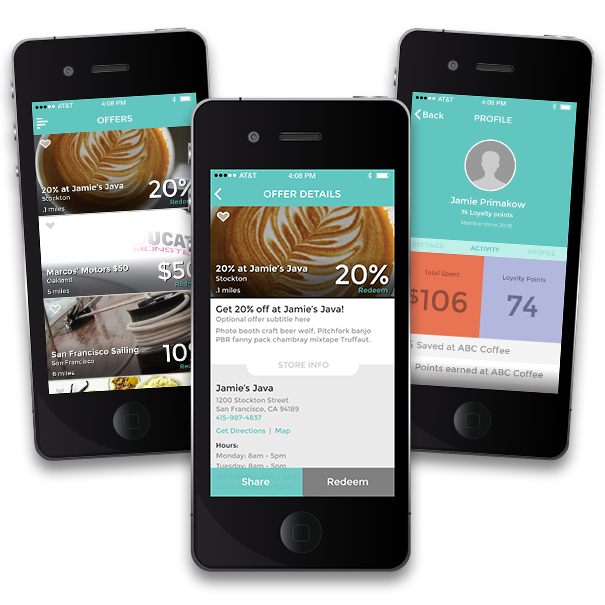 AT&T
4:08 PM
OFFERS
20% at Jamie's Java
Stockton
.1 miles
20%
Redeem
DUCATI
MONSTER
Marcos' Motors $50
Oakland
5 miles
$50
San Francisco Sailing
San Francisco
6 miles
10%
AT&T
4:08 PM
OFFER DETAILS
20% at Jamie's Java
Stockton
.1 miles
20%
Redeem
Get 20% off at Jamie's Java!
Optional offer subtitle here
Photo booth craft beer wolf, Pitchfork banjo
PBR fanny pack chambray mixtape Truffaut.
STORE INFO
Jamie's Java
1200 Stockton Street
San Francisco, CA 94189
415-987-4837
Get Directions | Map
Hours:
Monday: 8am - 5pm
Tuesday: 8am - 5pm
Share
Redeem
AT&T
4:08 PM
Back
PROFILE
Jamie Primakow
74 Loyalty points
Member since 2015
SETTINGS
ACTIVITY
PROFILE
Total Spent
$106
Loyalty Points
74
Saved at ABC Coffee
Points earned at ABC Coffee